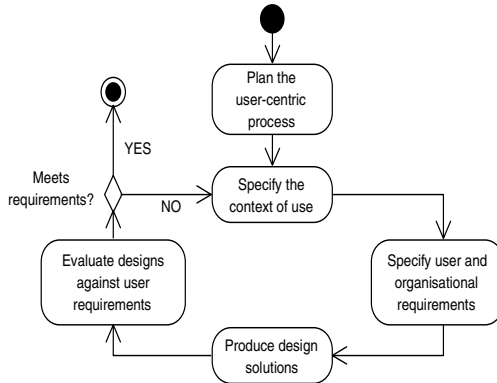 Plan the
user-centric
process
YES
Meets
requirements?
NO
Specify the
context of use
Evaluate designs
against user
requirements
Specify user and
organisational
requirements
Produce design
solutions